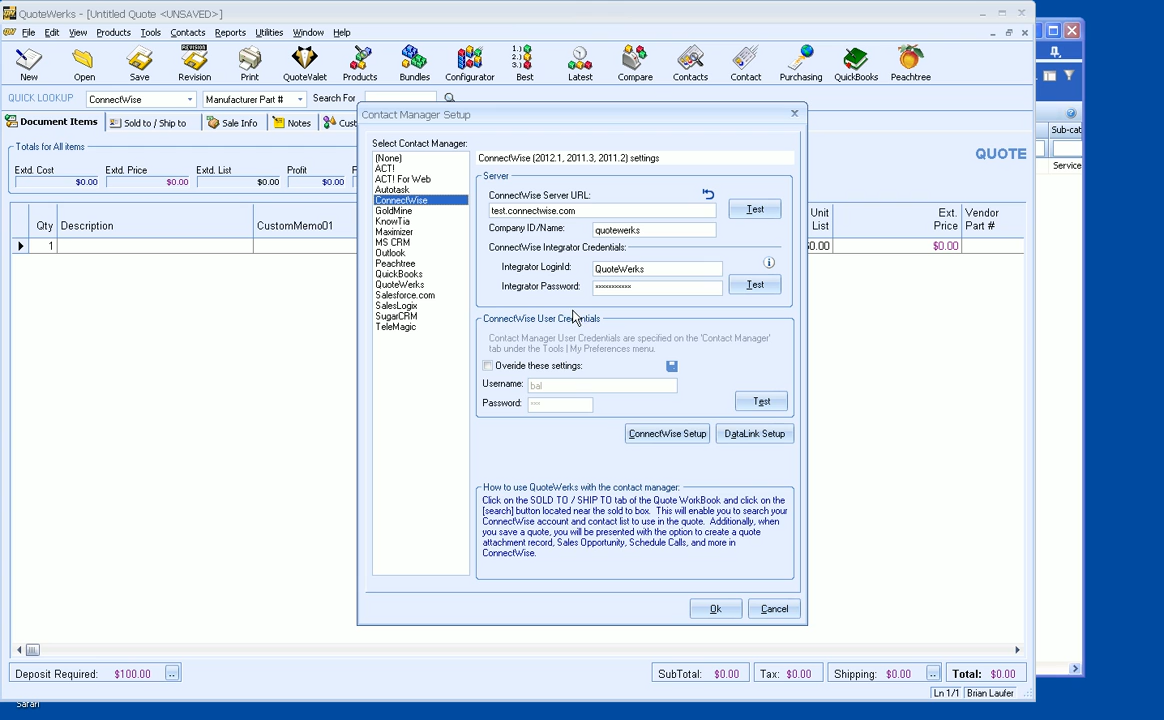 QuoteWerks - [Untitled Quote <UNSAVED>]
File Edit View Products Tools Contacts Reports Utilities Window Help
New Open Save Revision Print QuoteValet Products Bundles Configurator Best Latest Compare Contacts Contact Purchasing QuickBooks Peachtree
QUICK LOOKUP ConnectWise Manufacturer Part # Search For
Document Items Sold to / Ship to Sale Info Notes
Totals for All items
Extd. Cost Extd. Price Extd. List Profit
$0.00 $0.00 $0.00 $0.00
QUOTE
Qty Description CustomMemo01 Unit List Ext. Price Vendor Part #
1 $0.00
Contact Manager Setup
Select Contact Manager:
(None)
ACT!
ACT! For Web
Autotask
ConnectWise
GoldMine
KnowTia
Maximizer
MS CRM
Outlook
Peachtree
QuickBooks
QuoteWerks
Salesforce.com
SalesLogix
SugarCRM
TeleMagic
ConnectWise (2012.1, 2011.3, 2011.2) settings
Server
ConnectWise Server URL:
test.connectwise.com Test
Company ID/Name: quotewerks
ConnectWise Integrator Credentials:
Integrator LoginId: QuoteWerks
Integrator Password: *********** Test
ConnectWise User Credentials
Contact Manager User Credentials are specified on the 'Contact Manager'
tab under the Tools | My Preferences menu.
Override these settings:
Username: bal
Password: *** Test
ConnectWise Setup DataLink Setup
How to use QuoteWerks with the contact manager:
Click on the SOLD TO / SHIP TO tab of the Quote WorkBook and click on the
[search] button located near the sold to box. This will enable you to search your
ConnectWise account and contact list to use in the quote. Additionally, when
you save a quote, you will be presented with the option to create a quote
attachment record, Sales Opportunity, Schedule Calls, and more in
ConnectWise.
Ok Cancel
Sub-cat
Service
Deposit Required: $100.00 SubTotal: $0.00 Tax: $0.00 Shipping: $0.00 Total: $0.00
Ln 1/1 Brian Laufer
Safari